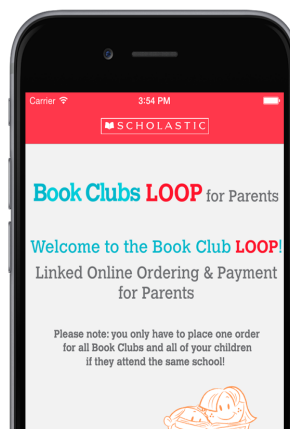 Carrier 3:54 PM
SCHOLASTIC
Book Clubs LOOP for Parents
Welcome to the Book Club LOOP!
Linked Online Ordering & Payment
for Parents
Please note: you only have to place one order
for all Book Clubs and all of your children
if they attend the same school!